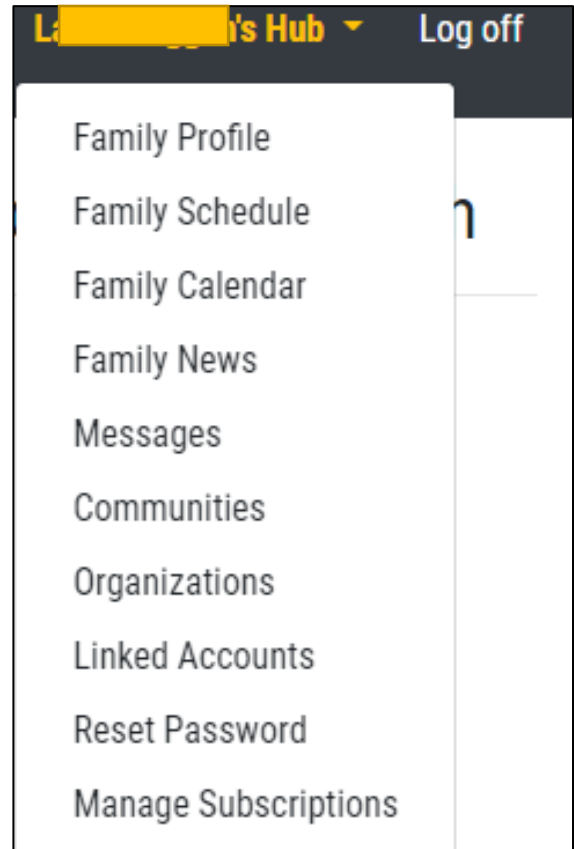 's Hub Log off
Family Profile
Family Schedule
Family Calendar
Family News
Messages
Communities
Organizations
Linked Accounts
Reset Password
Manage Subscriptions